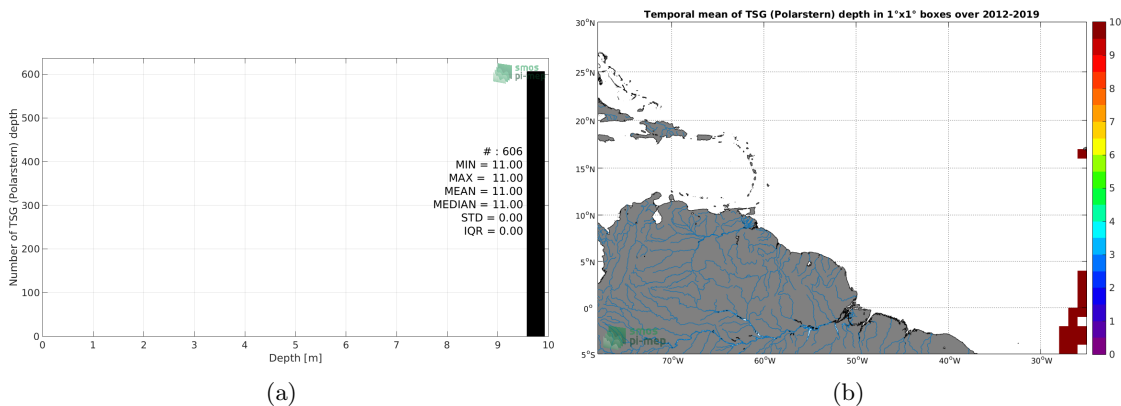 Number of TSG (Polarstern) depth
600
500
400
300
200
100
0
smos
pi-mep
# : 606
MIN = 11.00
MAX = 11.00
MEAN = 11.00
MEDIAN = 11.00
STD = 0.00
IQR = 0.00
0 1 2 3 4 5 6 7 8 9 10
Depth [m]
(a)
Temporal mean of TSG (Polarstern) depth in 1°x1° boxes over 2012-2019
30°N
25°N
20°N
15°N
10°N
5°N
0°
5°S
smos
pi-mep
70°W 60°W 50°W 40°W 30°W
10
9
8
7
6
5
4
3
2
1
0
(b)